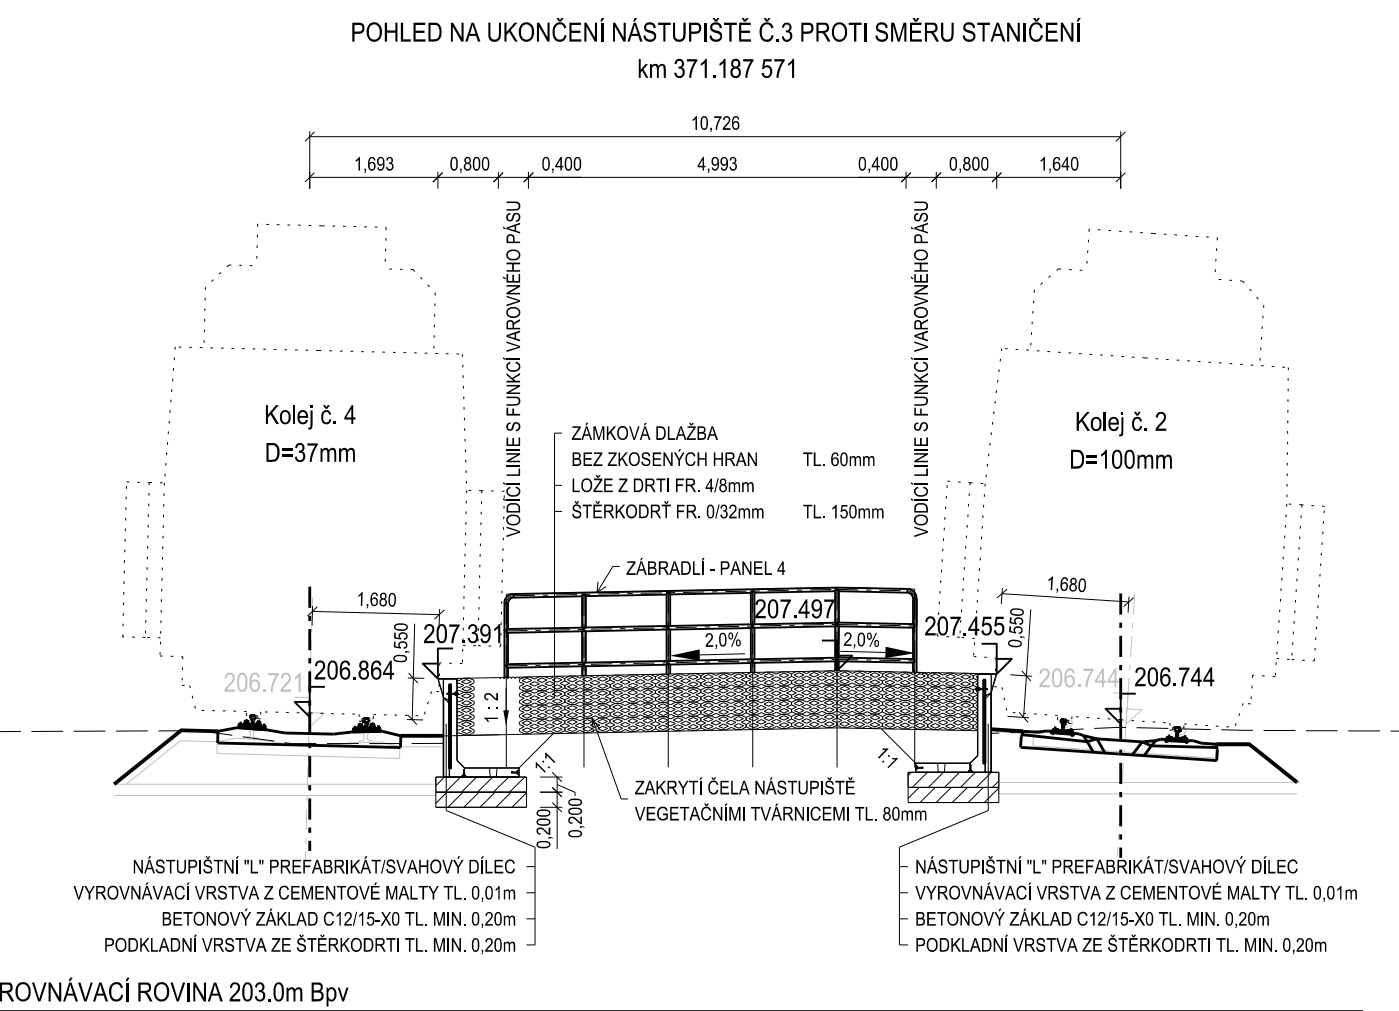 POHLED NA UKONČENÍ NÁSTUPIŠTĚ Č.3 PROTI SMĚRU STANIČENÍ
km 371.187 571
10,726
1,693 0,800 0,400 4,993 0,400 0,800 1,640
VODÍCÍ LINIE S FUNKCÍ VAROVNÉHO PÁSU
VODÍCÍ LINIE S FUNKCÍ VAROVNÉHO PÁSU
Kolej č. 4
D=37mm
Kolej č. 2
D=100mm
ZÁMKOVÁ DLAŽBA
BEZ ZKOSENÝCH HRAN TL. 60mm
LOŽE Z DRTI FR. 4/8mm
ŠTĚRKODRŤ FR. 0/32mm TL. 150mm
ZÁBRADLÍ - PANEL 4
1,680
1,680
0,550
0,550
207.391
207.497
207.455
2,0%
2,0%
206.721
206.864
206.744
206.744
1:2
1:1
1:1
0,200
0,200
ZAKRYTÍ ČELA NÁSTUPIŠTĚ
VEGETAČNÍMI TVÁRNICEMI TL. 80mm
NÁSTUPIŠTNÍ "L" PREFABRIKÁT/SVAHOVÝ DÍLEC
VYROVNÁVACÍ VRSTVA Z CEMENTOVÉ MALTY TL. 0,01m
BETONOVÝ ZÁKLAD C12/15-X0 TL. MIN. 0,20m
PODKLADNÍ VRSTVA ZE ŠTĚRKODRTI TL. MIN. 0,20m
NÁSTUPIŠTNÍ "L" PREFABRIKÁT/SVAHOVÝ DÍLEC
VYROVNÁVACÍ VRSTVA Z CEMENTOVÉ MALTY TL. 0,01m
BETONOVÝ ZÁKLAD C12/15-X0 TL. MIN. 0,20m
PODKLADNÍ VRSTVA ZE ŠTĚRKODRTI TL. MIN. 0,20m
ROVNÁVACÍ ROVINA 203.0m Bpv